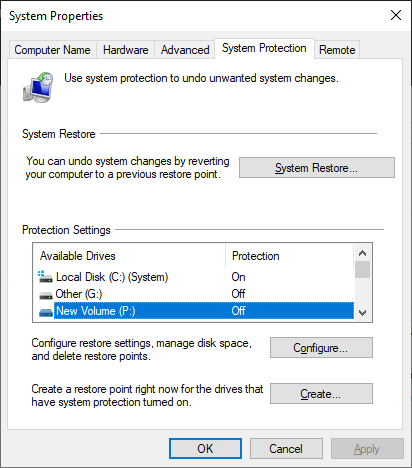 System Properties
Computer Name Hardware Advanced System Protection Remote
Use system protection to undo unwanted system changes.
System Restore
You can undo system changes by reverting
your computer to a previous restore point.
System Restore...
Protection Settings
Available Drives Protection
Local Disk (C:) (System) On
Other (G:) Off
New Volume (P:) Off
Configure restore settings, manage disk space,
and delete restore points.
Configure...
Create a restore point right now for the drives that
have system protection turned on.
Create...
OK Cancel Apply